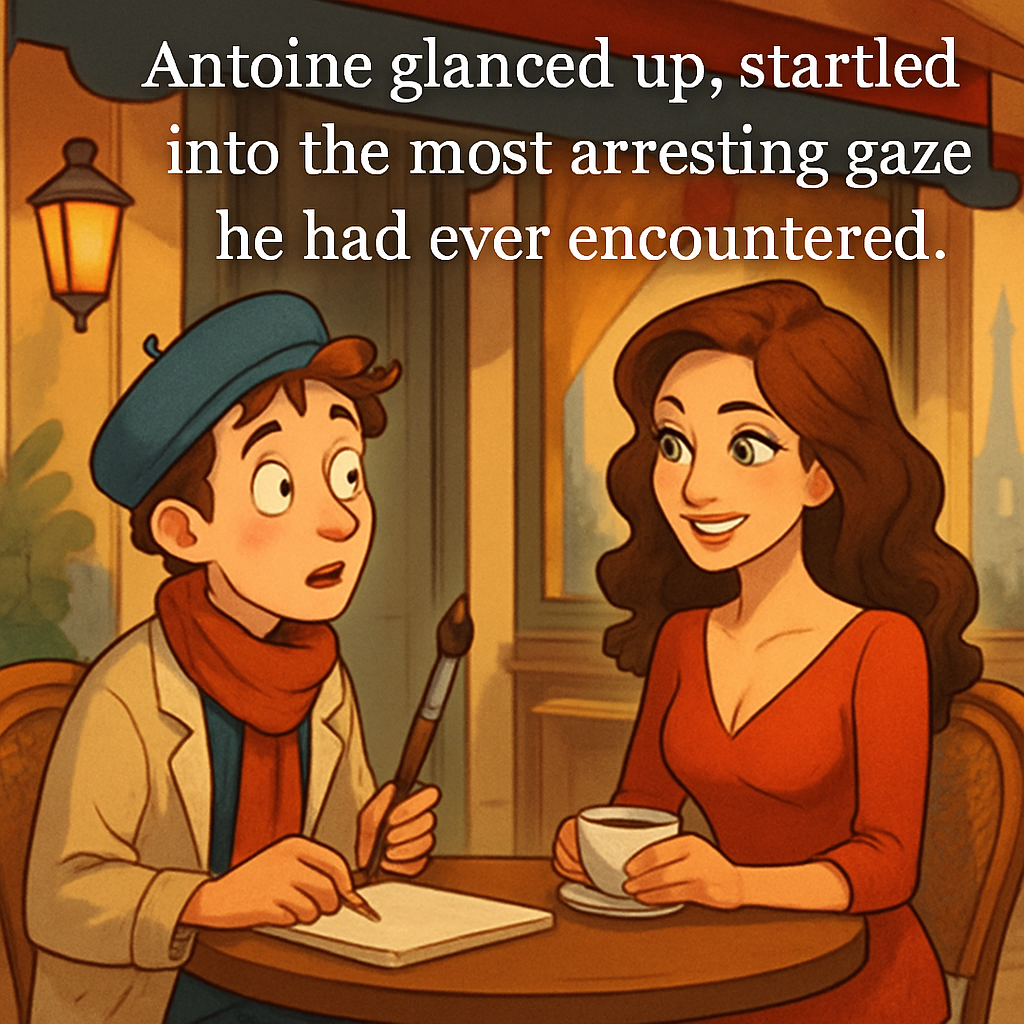 Antoine glanced up, startled
into the most arresting gaze
he had ever encountered.